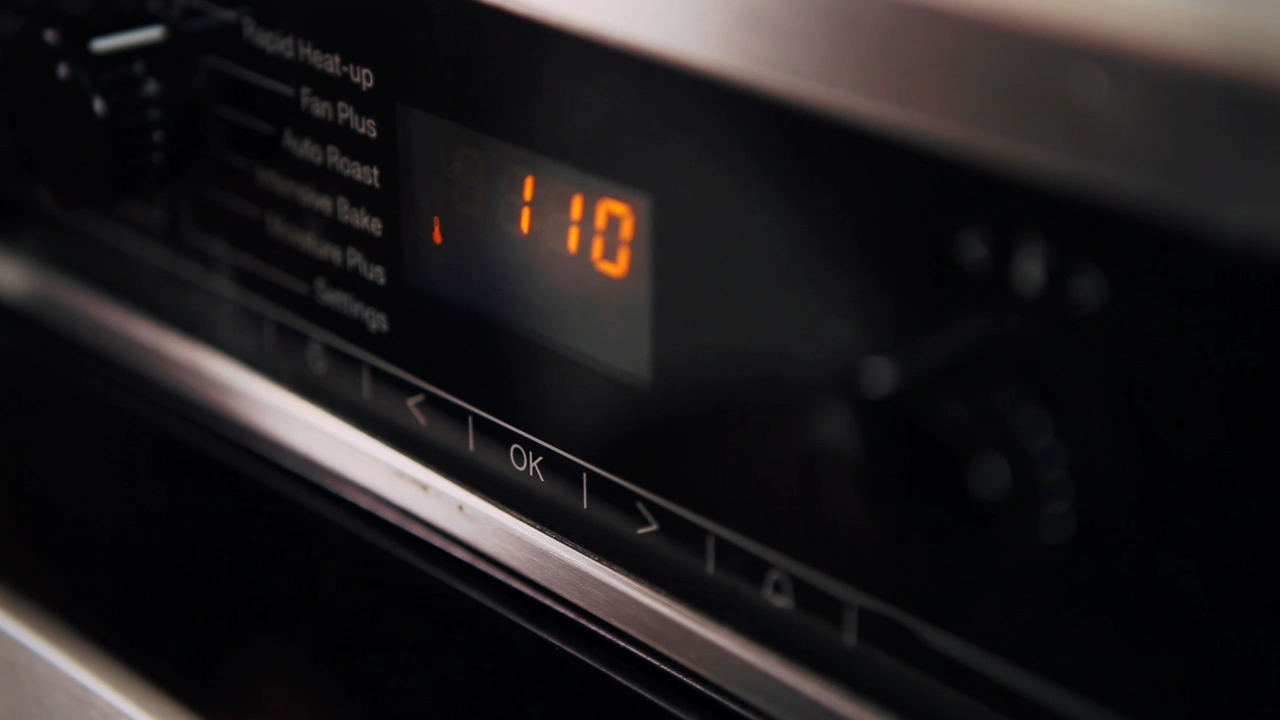 Rapid Heat-up
Fan Plus
Auto Roast
Intensive Bake
Moisture Plus
Settings
110
< | OK | >